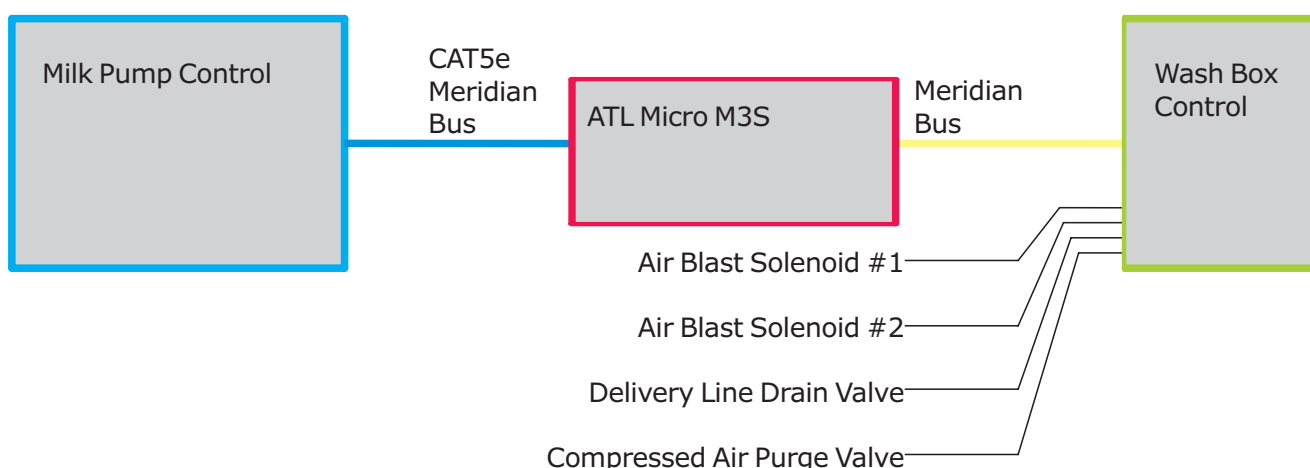 Milk Pump Control
CAT5e
Meridian
Bus
ATL Micro M3S
Meridian
Bus
Wash Box
Control
Air Blast Solenoid #1
Air Blast Solenoid #2
Delivery Line Drain Valve
Compressed Air Purge Valve